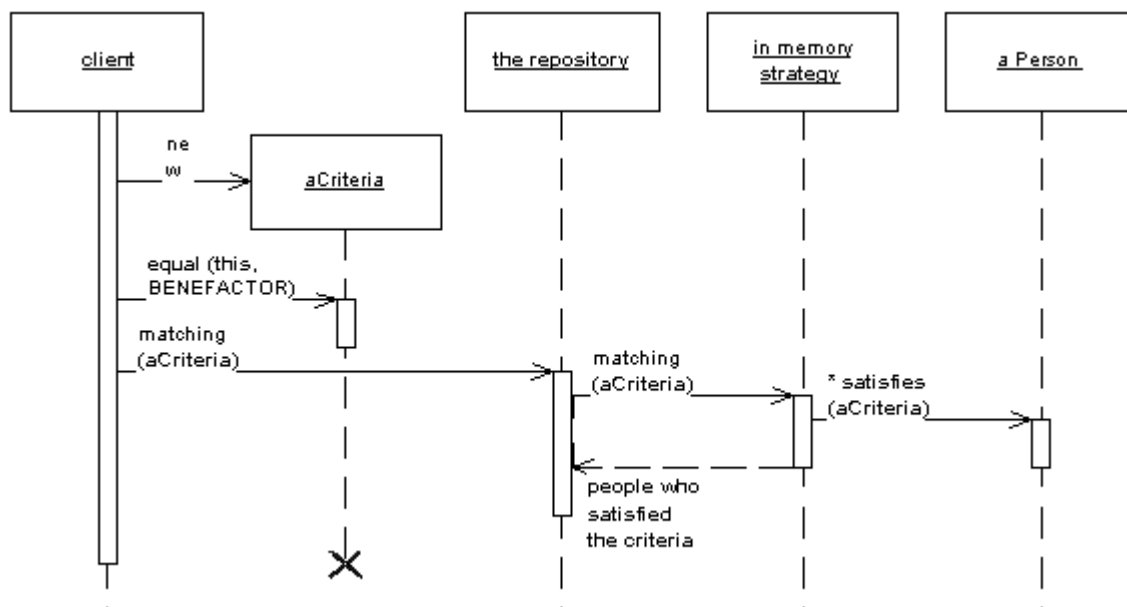 client
the repository
in memory
strategy
a Person
ne
w
aCriteria
equal (this,
BENEFACTOR)
matching
(aCriteria)
matching
(aCriteria)
* satisfies
(aCriteria)
people who
satisfied
the criteria